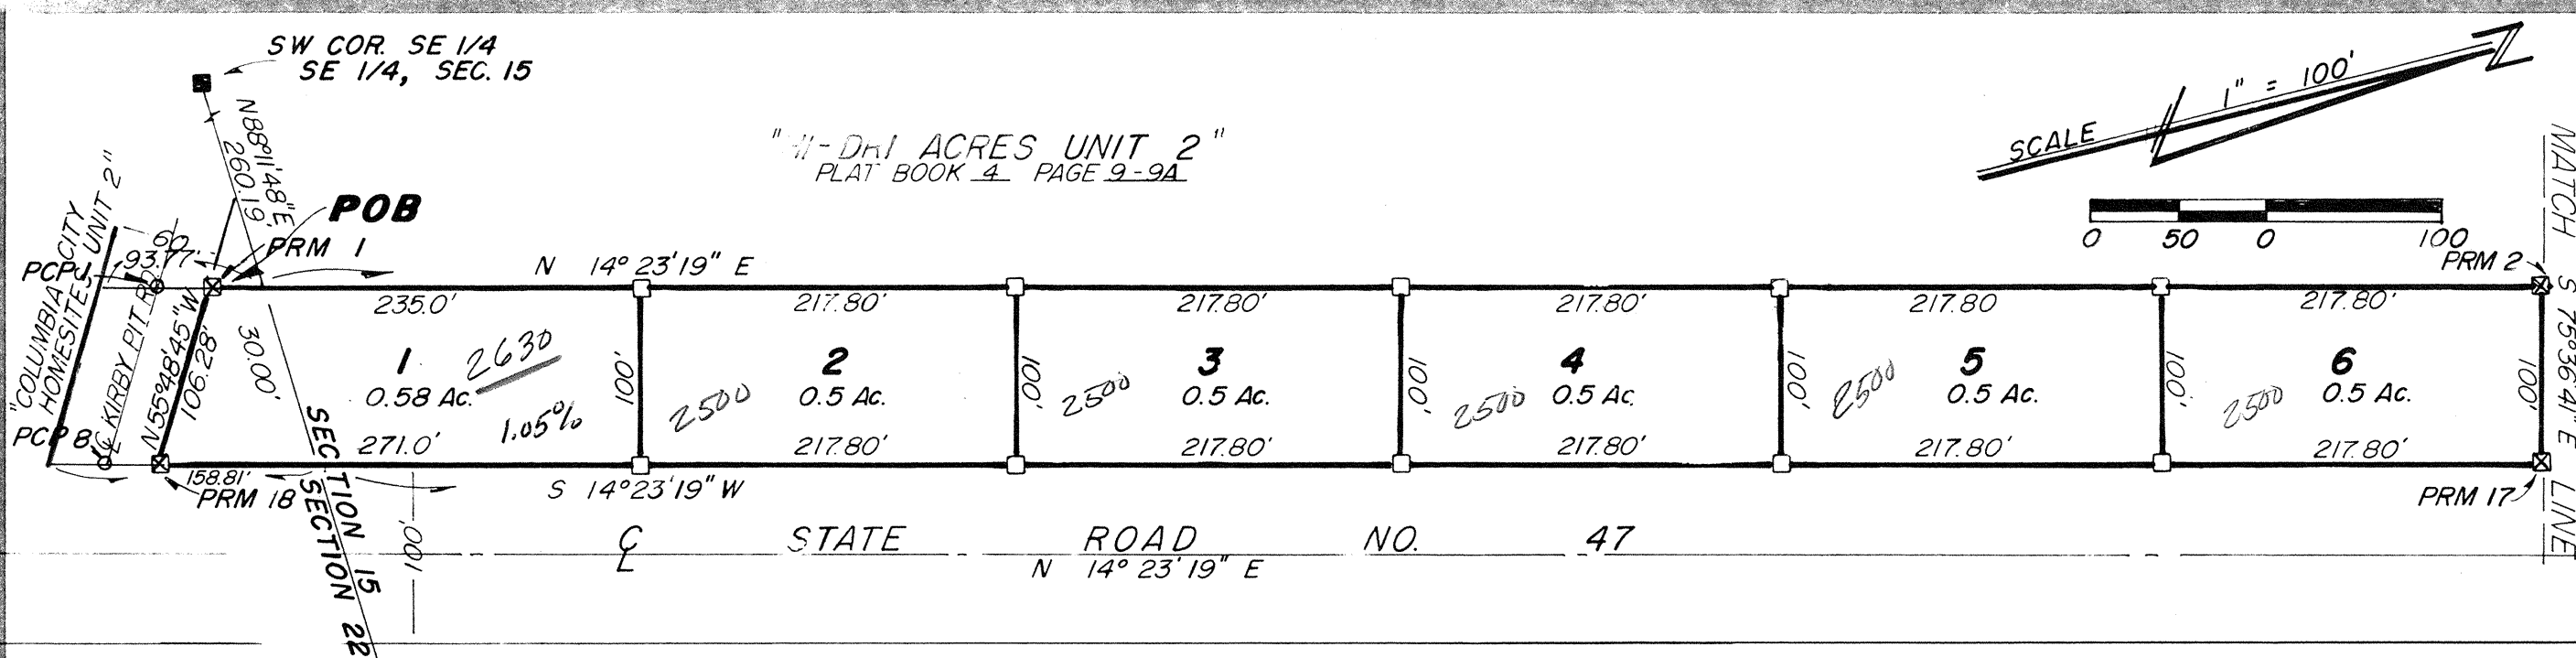 SW COR. SE 1/4
SE 1/4, SEC. 15
N88°11'48"E
260.19'
"COLUMBIA CITY
HOMESITES, UNIT 2"
POB
PRM 1
PCP 1
60
93.77'
KIRBY PIT RD
N55°48'45"W
106.28'
30.00'
PCP 8
158.81'
PRM 18
"HI-DRI ACRES UNIT 2"
PLAT BOOK 4 PAGE 9-9A
SCALE 1" = 100'
0 50 0 100
MATCH LINE
S 75°36'41" E
PRM 2
PRM 17
N 14° 23'19" E
235.0'
217.80'
217.80'
217.80'
217.80
217.80'
1
0.58 Ac.
2630
1.05%
100'
2
0.5 Ac.
2500
100'
3
0.5 Ac.
2500
100'
4
0.5 Ac.
2500
100'
5
0.5 Ac.
2500
100'
6
0.5 Ac.
2500
100'
271.0'
217.80'
217.80'
217.80'
217.80'
217.80'
S 14°23'19" W
SECTION 15
SECTION 22
100'
℄ STATE ROAD NO. 47
N 14° 23'19" E